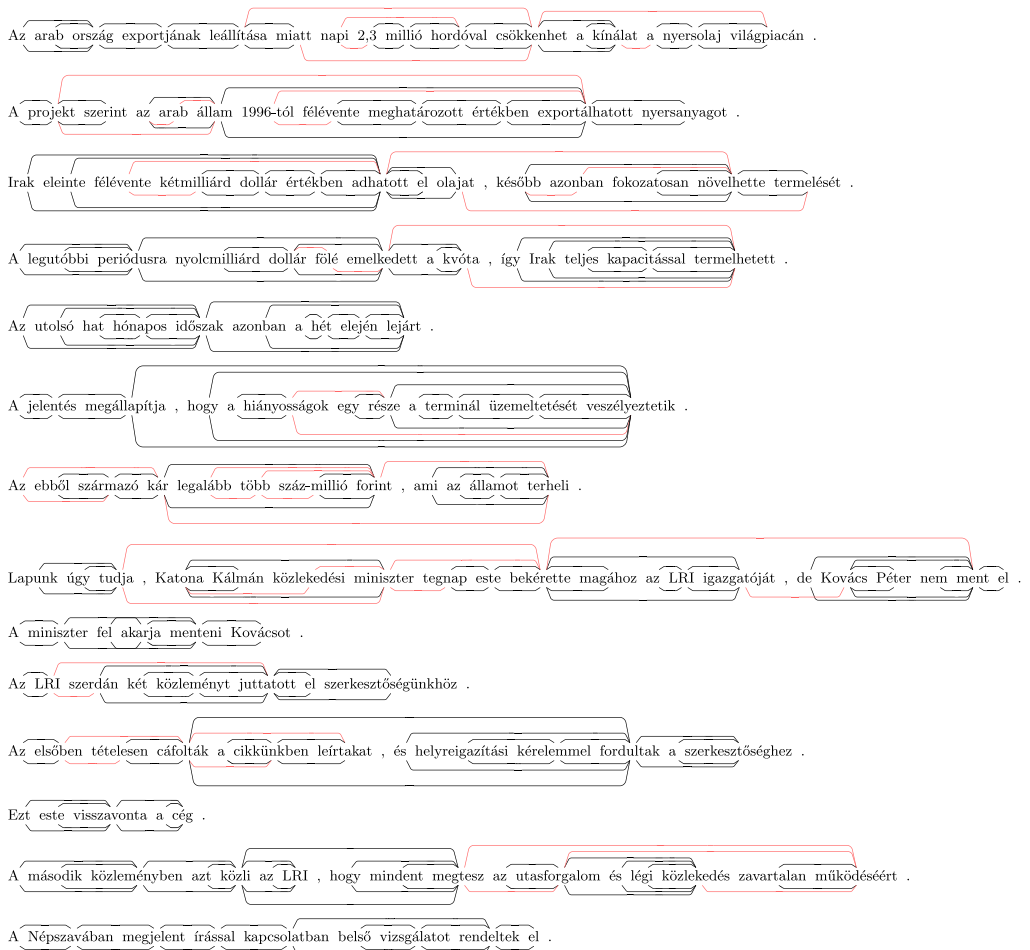 Az arab ország exportjának leállítása miatt napi 2,3 millió hordóval csökkenhet a kínálat a nyersolaj világpiacán .
A projekt szerint az arab állam 1996-tól félévente meghatározott értékben exportálhatott nyersanyagot .
Irak eleinte félévente kétmilliárd dollár értékben adhatott el olajat , később azonban fokozatosan növelhette termelését .
A legutóbbi periódusra nyolcmilliárd dollár fölé emelkedett a kvóta , így Irak teljes kapacitással termelhetett .
Az utolsó hat hónapos időszak azonban a hét elején lejárt .
A jelentés megállapítja , hogy a hiányosságok egy része a terminál üzemeltetését veszélyeztetik .
Az ebből származó kár legalább több száz-millió forint , ami az államot terheli .
Lapunk úgy tudja , Katona Kálmán közlekedési miniszter tegnap este bekérette magához az LRI igazgatóját , de Kovács Péter nem ment el .
A miniszter fel akarja menteni Kovácsot .
Az LRI szerdán két közleményt juttatott el szerkesztőségünkhöz .
Az elsőben tételesen cáfolták a cikkünkben leírtakat , és helyreigazítási kérelemmel fordultak a szerkesztőséghez .
Ezt este visszavonta a cég .
A második közleményben azt közli az LRI , hogy mindent megtesz az utasforgalom és légi közlekedés zavartalan működéséért .
A Népszavában megjelent írással kapcsolatban belső vizsgálatot rendeltek el .